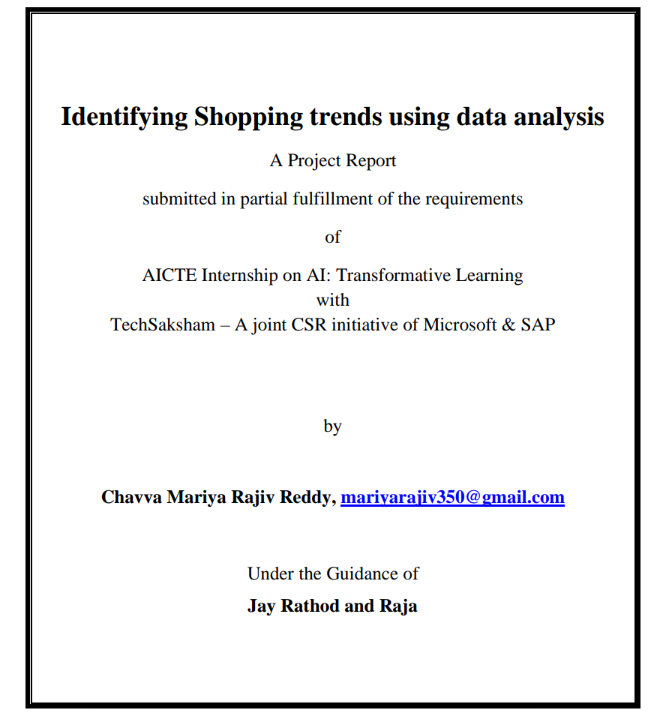 Identifying Shopping trends using data analysis
A Project Report
submitted in partial fulfillment of the requirements
of
AICTE Internship on AI: Transformative Learning
with
TechSaksham – A joint CSR initiative of Microsoft & SAP
by
Chavva Mariya Rajiv Reddy, mariyarajiv350@gmail.com
Under the Guidance of
Jay Rathod and Raja